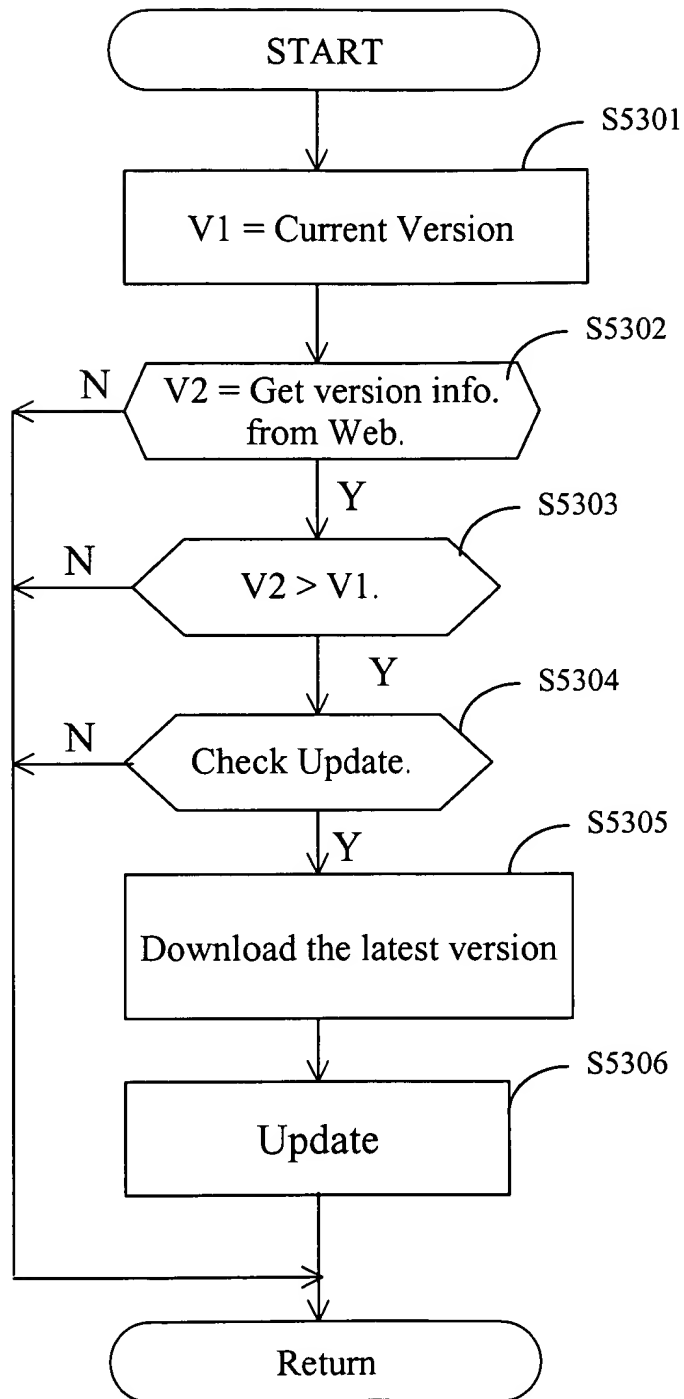 START
S5301
V1 = Current Version
S5302
N
V2 = Get version info.
from Web.
Y
S5303
N
V2 > V1.
Y
S5304
N
Check Update.
Y
S5305
Download the latest version
S5306
Update
Return